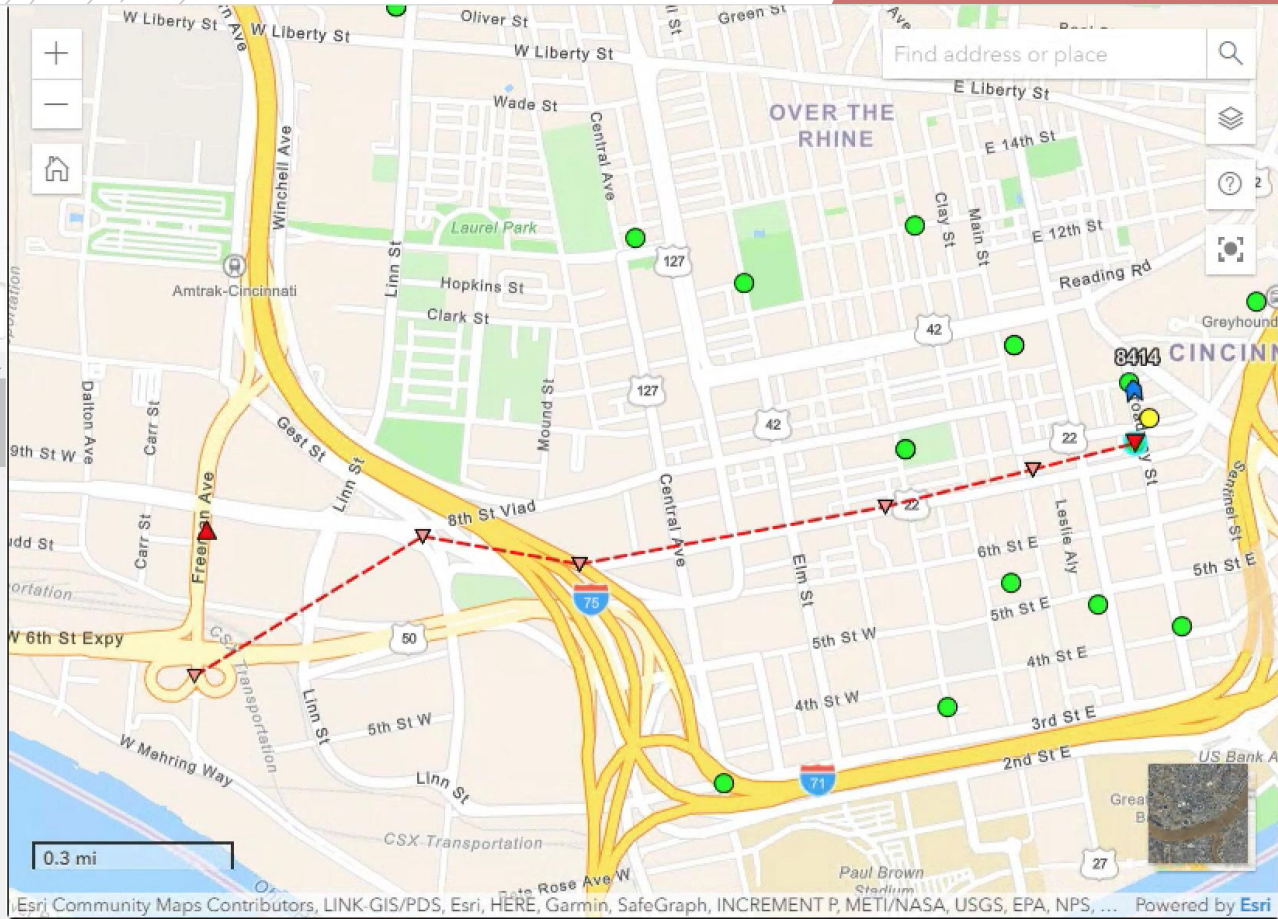 W Liberty St
W Liberty St
Oliver St
Green St
W Liberty St
Find address or place
E Liberty St
Wade St
OVER THE
RHINE
Central Ave
Winchell Ave
E 14th St
Clay St
Main St
E 12th St
Laurel Park
Linn St
127
Amtrak-Cincinnati
Hopkins St
Reading Rd
Clark St
42
Greyhound
8414
CINCINN
127
Dalton Ave
Carr St
Mound St
42
Gest St
22
9th St W
Linn St
8th St Viad
Central Ave
22
Sentinel St
Carr St
Leslie Aly
6th St E
Elm St
5th St E
75
5th St E
W 6th St Expy
50
5th St W
4th St E
CSX Transportation
Linn St
4th St W
5th St W
3rd St E
W Mehring Way
2nd St E
US Bank A
Linn St
71
0.3 mi
CSX Transportation
27
Paul Brown
Stadium
Pete Rose Ave W
Esri Community Maps Contributors, LINK-GIS/PDS, Esri, HERE, Garmin, SafeGraph, INCREMENT P, METI/NASA, USGS, EPA, NPS, ... Powered by Esri